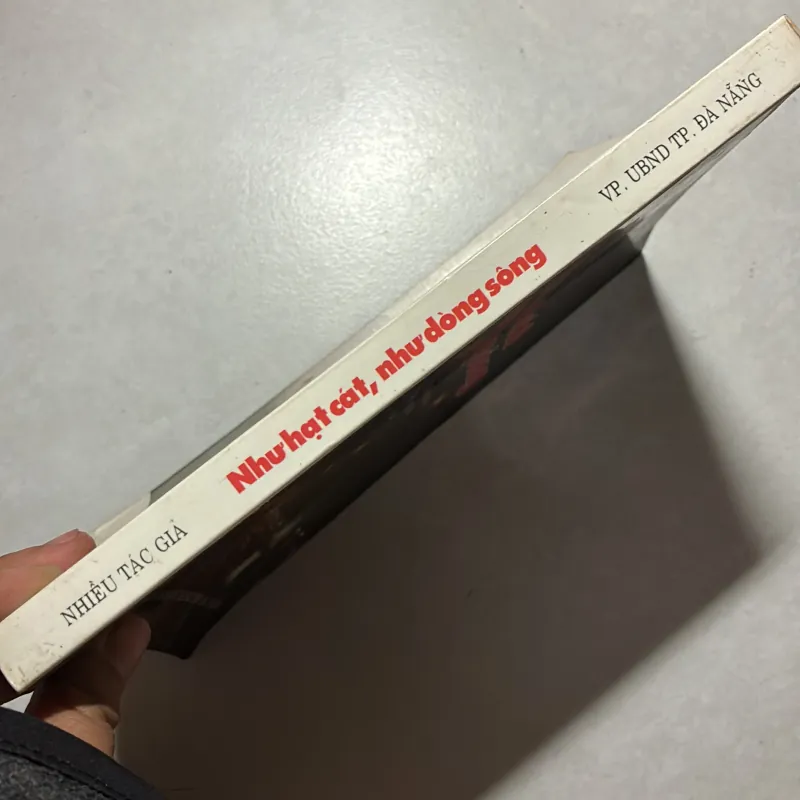 NHIỀU TÁC GIẢ
Như hạt cát, như dòng sông
VP. UBND TP. ĐÀ NẴNG